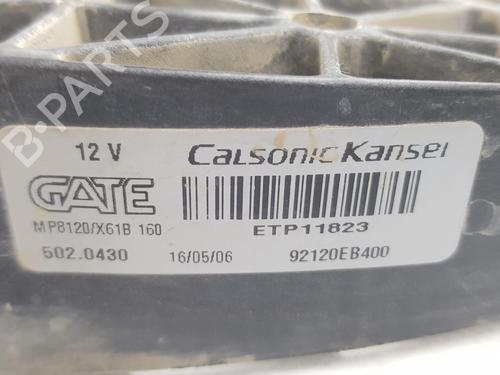 B-PARTS
12 V
Calsonic Kansei
GATE
MP8120/X61B 160
ETP11823
502.0430
16/05/06
92120EB400